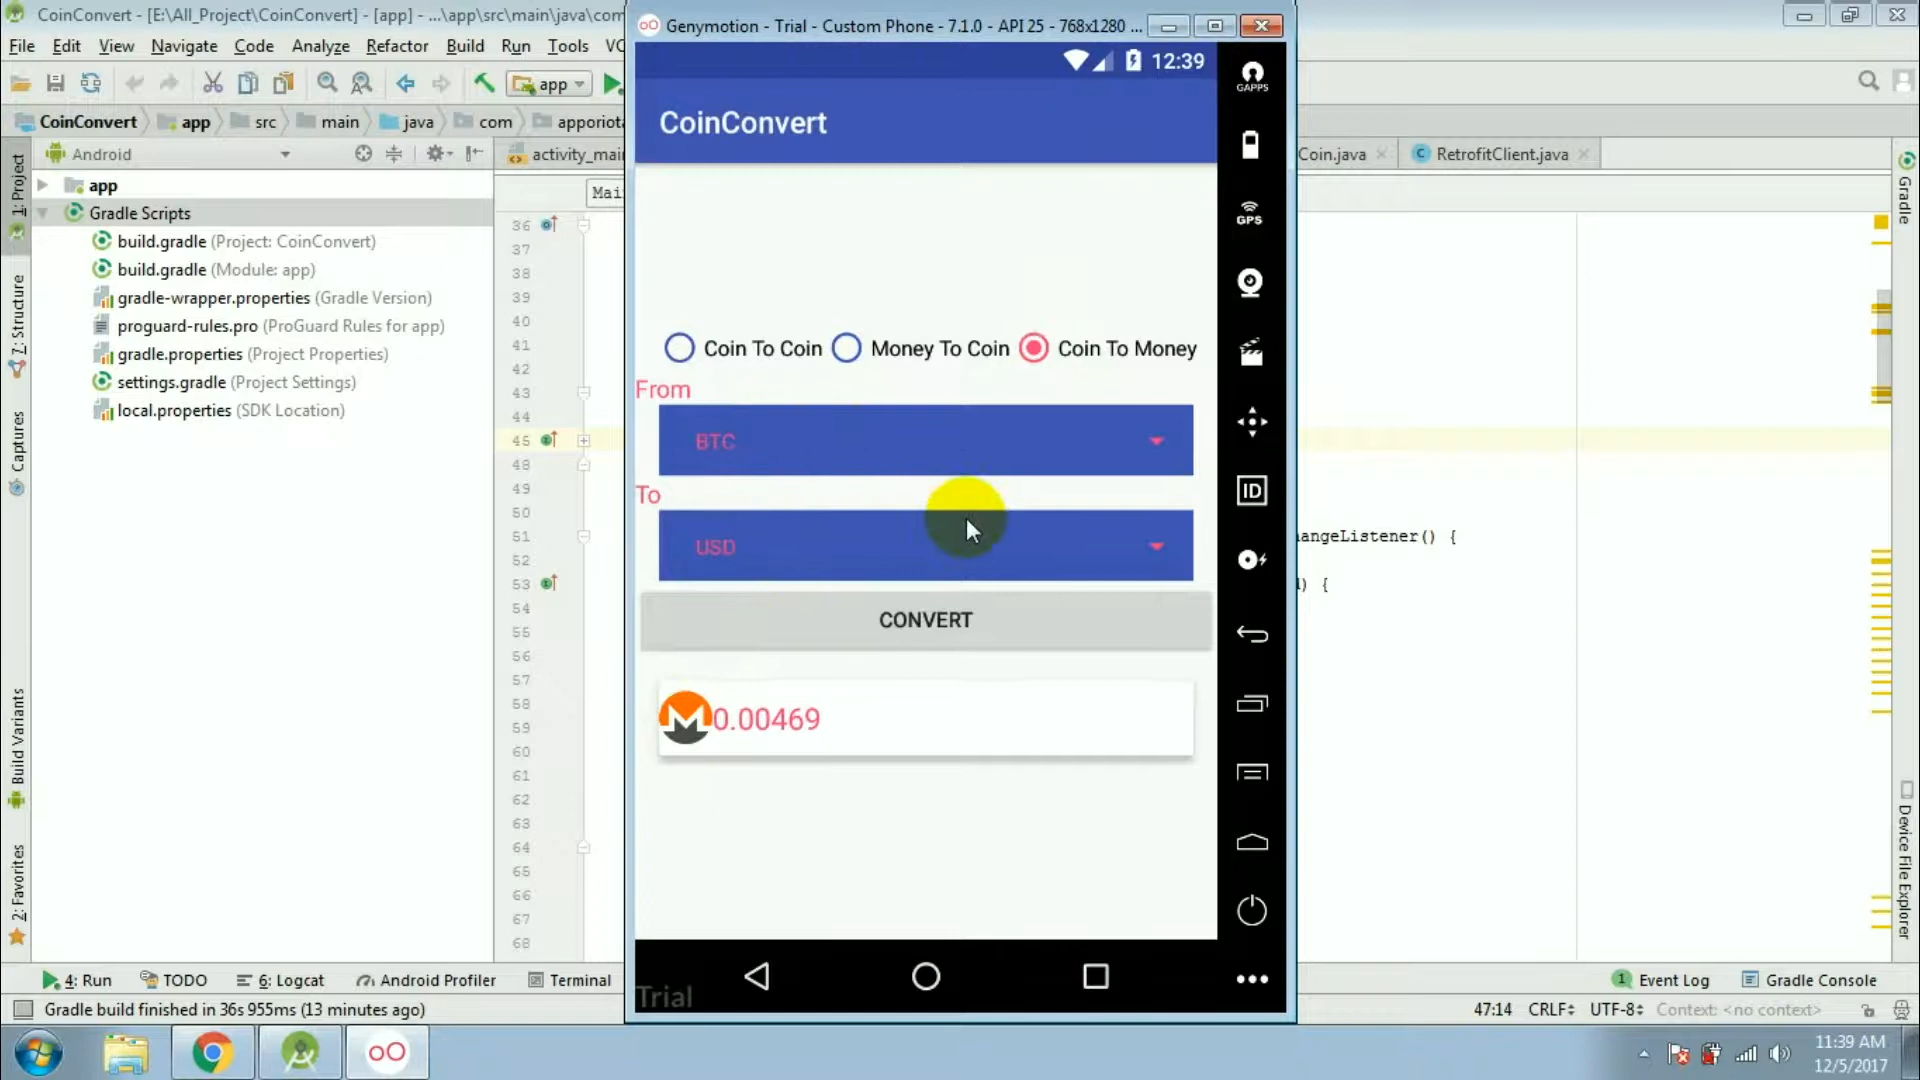 CoinConvert - [E:\All_Project\CoinConvert] - [app] - ...\app\src\main\java\com
Genymotion - Trial - Custom Phone - 7.1.0 - API 25 - 768x1280 ...
File Edit View Navigate Code Analyze Refactor Build Run Tools VC
app
CoinConvert app src main java com apporiota
Android
activity_mai
Coin.java
RetrofitClient.java
Mai
app
Gradle Scripts
build.gradle (Project: CoinConvert)
build.gradle (Module: app)
gradle-wrapper.properties (Gradle Version)
proguard-rules.pro (ProGuard Rules for app)
gradle.properties (Project Properties)
settings.gradle (Project Settings)
local.properties (SDK Location)
1: Project
7: Structure
Captures
Build Variants
2: Favorites
36
37
38
39
40
41
42
43
44
45
48
49
50
51
52
53
54
55
56
57
58
59
60
61
62
63
64
65
66
67
68
12:39
CoinConvert
Coin To Coin Money To Coin Coin To Money
From
BTC
To
USD
CONVERT
0.00469
Trial
GAPPS
GPS
ID
angeListener() {
) {
Gradle
Device File Explorer
4: Run TODO 6: Logcat Android Profiler Terminal
1 Event Log Gradle Console
Gradle build finished in 36s 955ms (13 minutes ago)
47:14 CRLF UTF-8 Context: <no context>
11:39 AM
12/5/2017